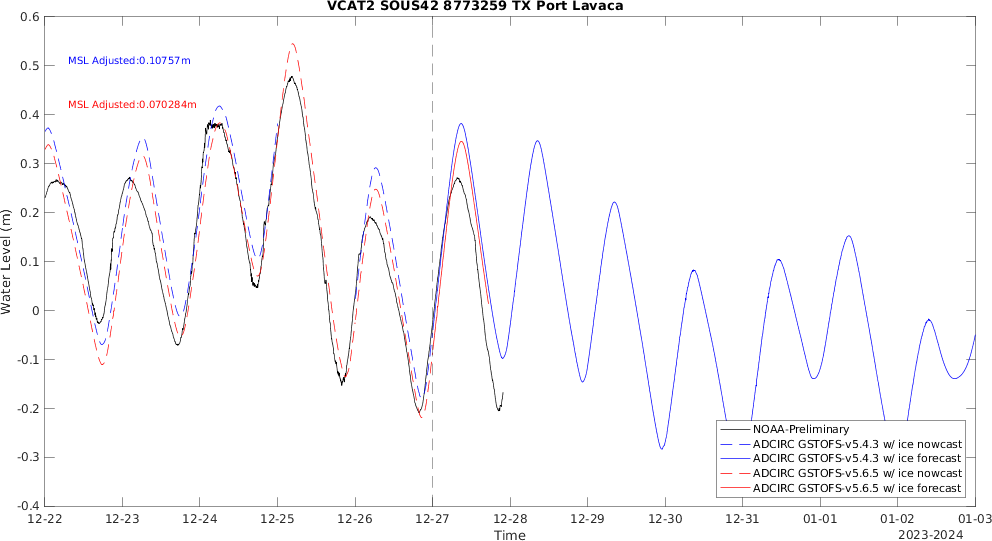 VCAT2 SOUS42 8773259 TX Port Lavaca
0.6
0.5
0.4
0.3
0.2
0.1
0
-0.1
-0.2
-0.3
-0.4
Water Level (m)
MSL Adjusted:0.10757m
MSL Adjusted:0.070284m
NOAA-Preliminary
ADCIRC GSTOFS-v5.4.3 w/ ice nowcast
ADCIRC GSTOFS-v5.4.3 w/ ice forecast
ADCIRC GSTOFS-v5.6.5 w/ ice nowcast
ADCIRC GSTOFS-v5.6.5 w/ ice forecast
12-22 12-23 12-24 12-25 12-26 12-27 12-28 12-29 12-30 12-31 01-01 01-02 01-03
Time
2023-2024